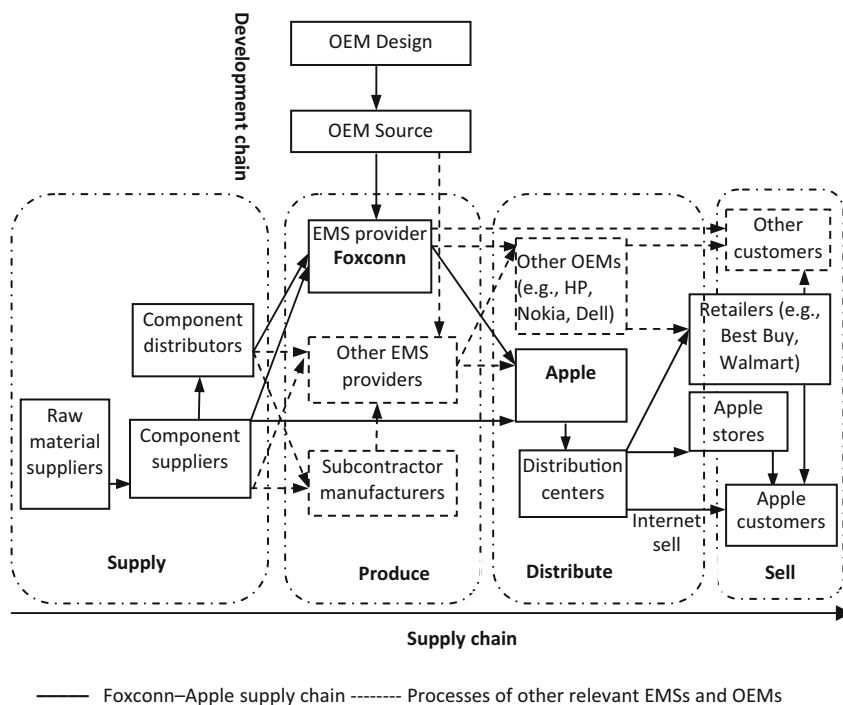 Development chain
OEM Design
OEM Source
EMS provider
Foxconn
Other
customers
Other OEMs
(e.g., HP,
Nokia, Dell)
Component
distributors
Retailers (e.g.,
Best Buy,
Walmart)
Other EMS
providers
Apple
Raw
material
suppliers
Component
suppliers
Apple
stores
Subcontractor
manufacturers
Distribution
centers
Apple
customers
Internet
sell
Supply
Produce
Distribute
Sell
Supply chain
Foxconn–Apple supply chain -------- Processes of other relevant EMSs and OEMs